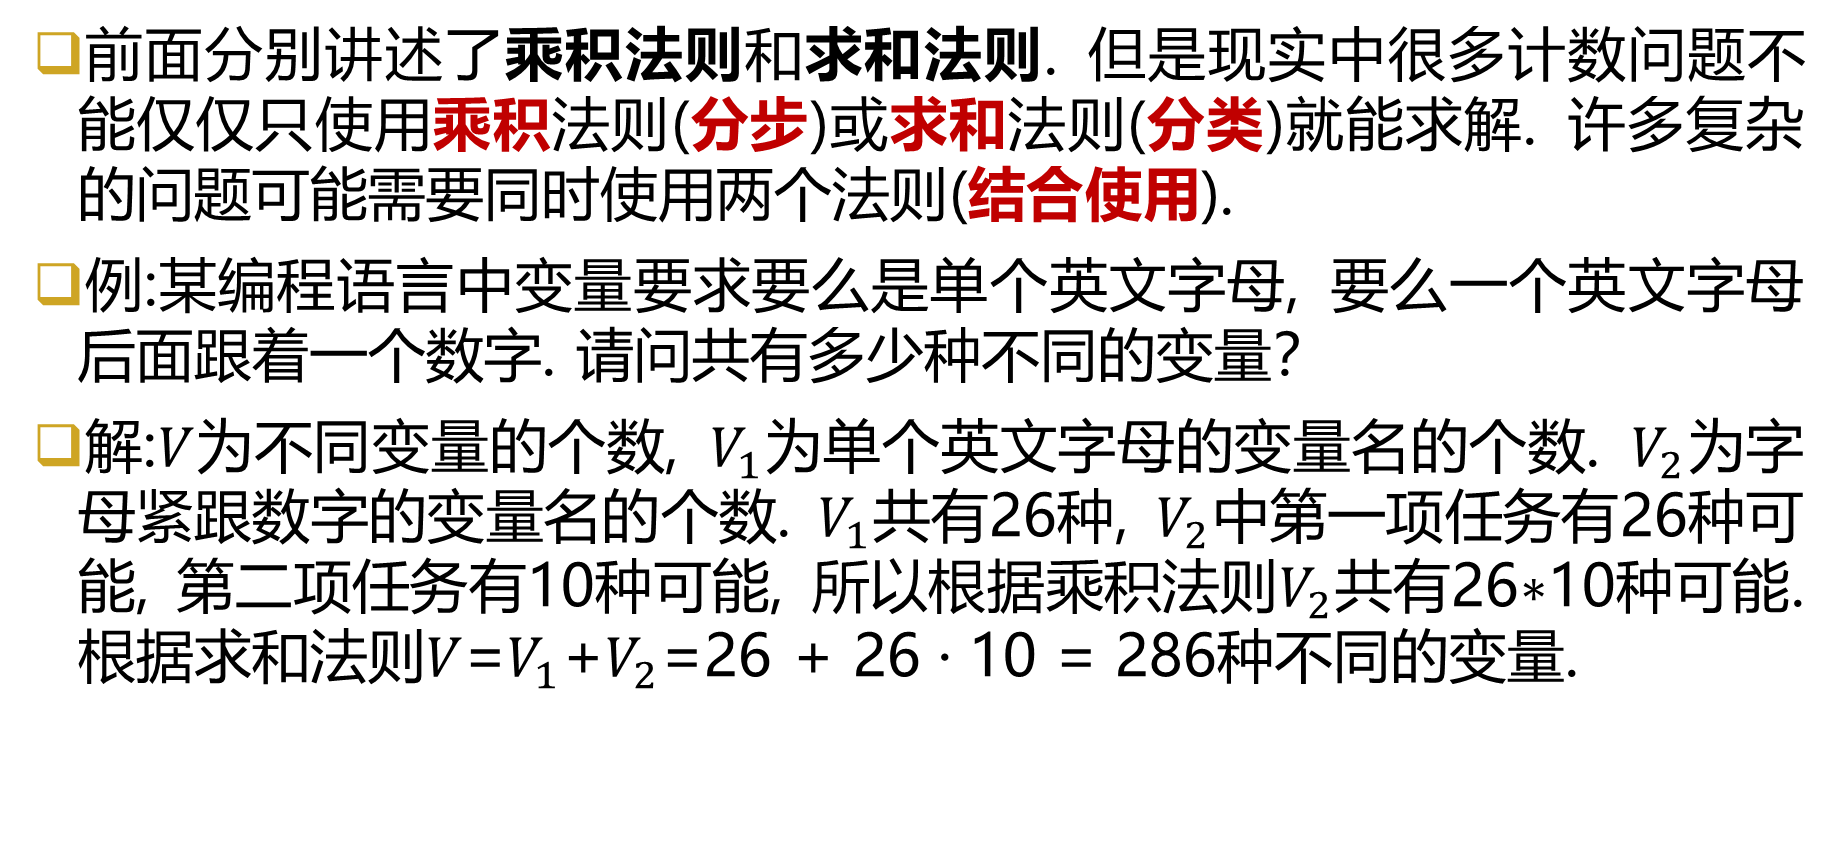 前面分别讲述了乘积法则和求和法则. 但是现实中很多计数问题不
能仅仅只使用乘积法则(分步)或求和法则(分类)就能求解. 许多复杂
的问题可能需要同时使用两个法则(结合使用).
例:某编程语言中变量要求要么是单个英文字母, 要么一个英文字母
后面跟着一个数字. 请问共有多少种不同的变量?
解:V为不同变量的个数, V₁为单个英文字母的变量名的个数. V₂为字
母紧跟数字的变量名的个数. V₁共有26种, V₂中第一项任务有26种可
能, 第二项任务有10种可能, 所以根据乘积法则V₂共有26*10种可能.
根据求和法则V=V₁+V₂=26 + 26 · 10 = 286种不同的变量.